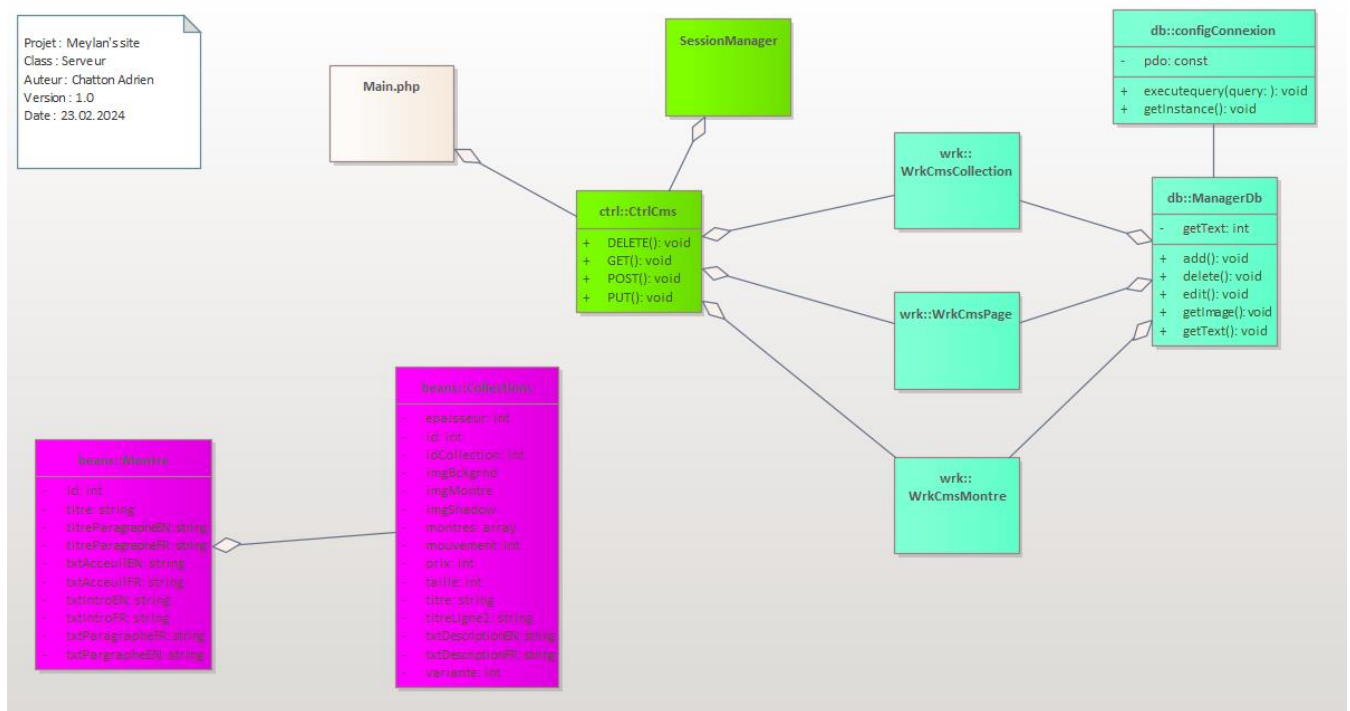 Projet : Meylan's site
Class : Serveur
Auteur : Chatton Adrien
Version : 1.0
Date : 23.02.2024
Main.php
SessionManager
ctrl::CtrlCms
+ DELETE(): void
+ GET(): void
+ POST(): void
+ PUT(): void
wrk::
WrkCmsCollection
wrk::WrkCmsPage
wrk::
WrkCmsMontre
db::configConnexion
- pdo: const
+ executequery(query: ): void
+ getInstance(): void
db::ManagerDb
- getText: int
+ add(): void
+ delete(): void
+ edit(): void
+ getImage(): void
+ getText(): void
beans::Montre
- id: int
- titre: string
- titreParagrapheEN: string
- titreParagrapheFR: string
- txtAcceuilEN: string
- txtAcceuilFR: string
- txtIntroEN: string
- txtIntroFR: string
- txtParagrapheFR: string
- txtPargrapheEN: string
beans::Collections
- epaisseur: int
- id: int
- idCollection: int
- imgBckgrnd
- imgMontre
- imgShadow
- montres: array
- mouvement: int
- prix: int
- taille: int
- titre: string
- titreLigne2: string
- txtDescriptionEN: string
- txtDescriptionFR: string
- variante: int